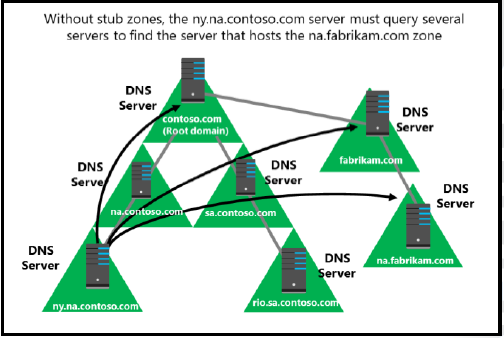 Without stub zones, the ny.na.contoso.com server must query several
servers to find the server that hosts the na.fabrikam.com zone
DNS
Server
contoso.com
(Root domain)
DNS
Server
fabrikam.com
DNS
Server
na.contoso.com
DNS
Server
sa.contoso.com
DNS
Server
na.fabrikam.com
DNS
Server
ny.na.contoso.com
DNS
Server
rio.sa.contoso.com